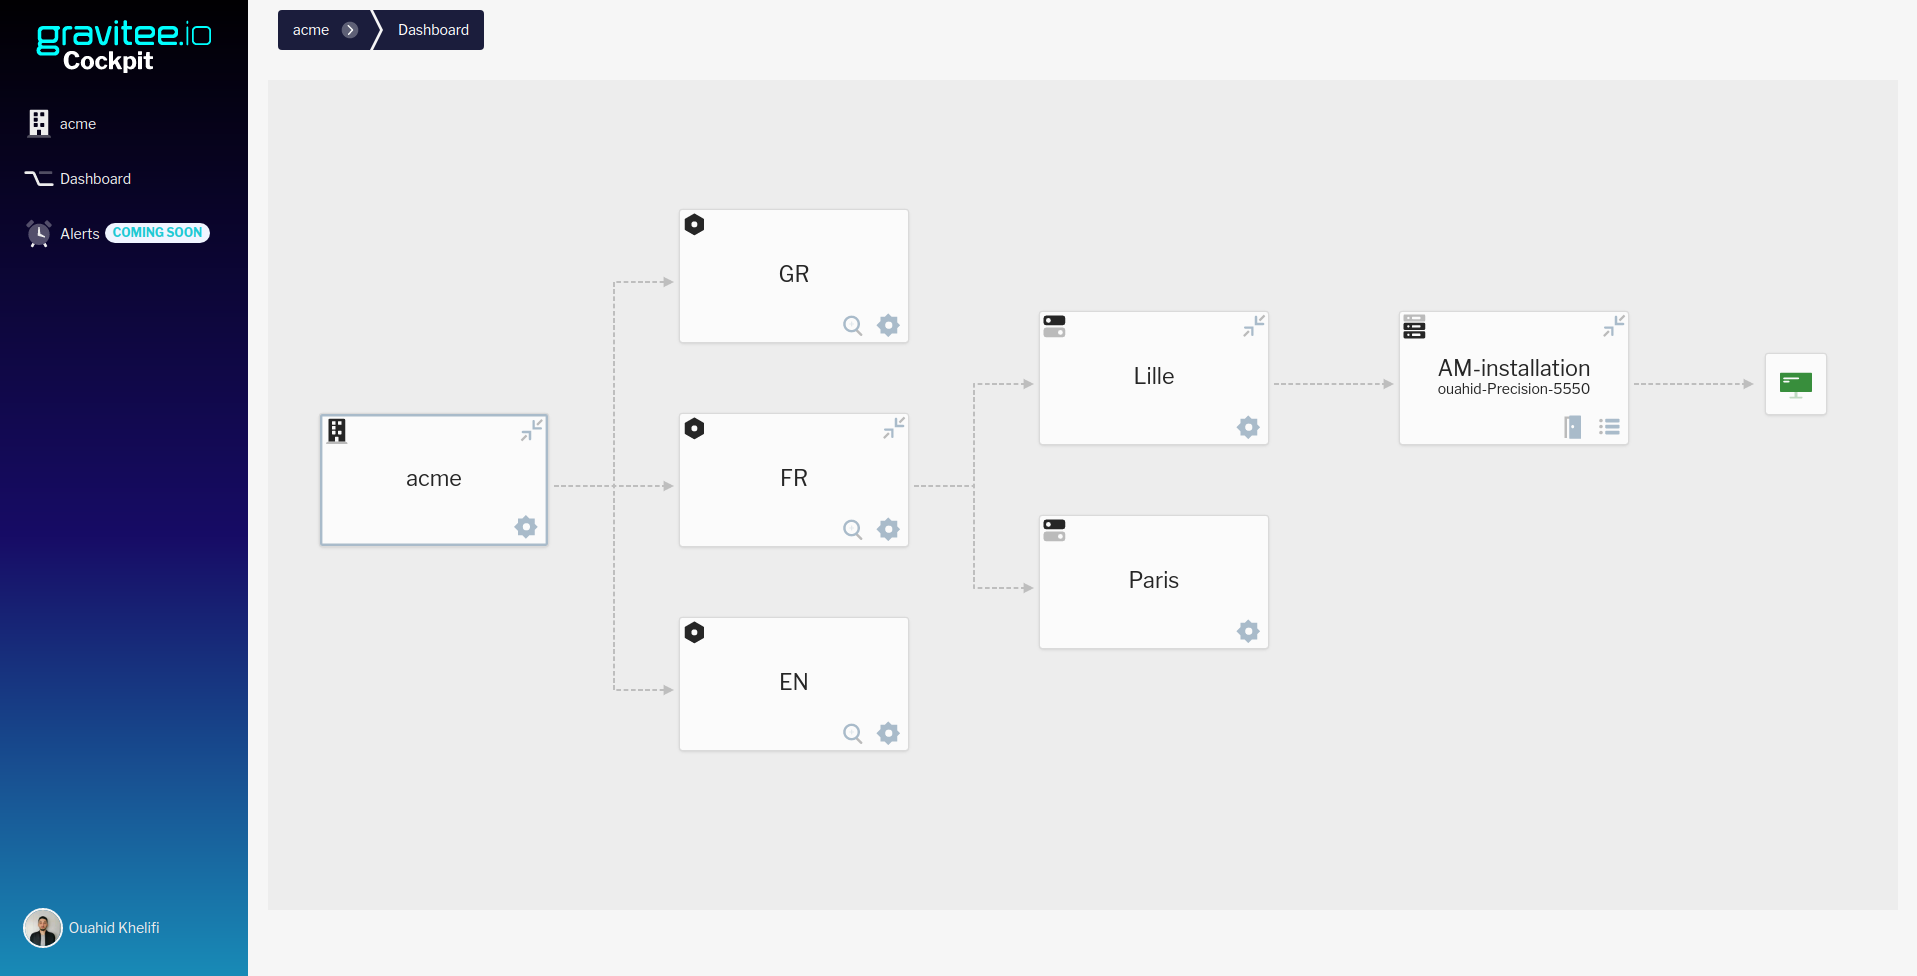 gravitee.io
Cockpit
acme
Dashboard
Alerts COMING SOON
Ouahid Khelifi
acme Dashboard
acme
GR
FR
EN
Lille
Paris
AM-installation
ouahid-Precision-5550